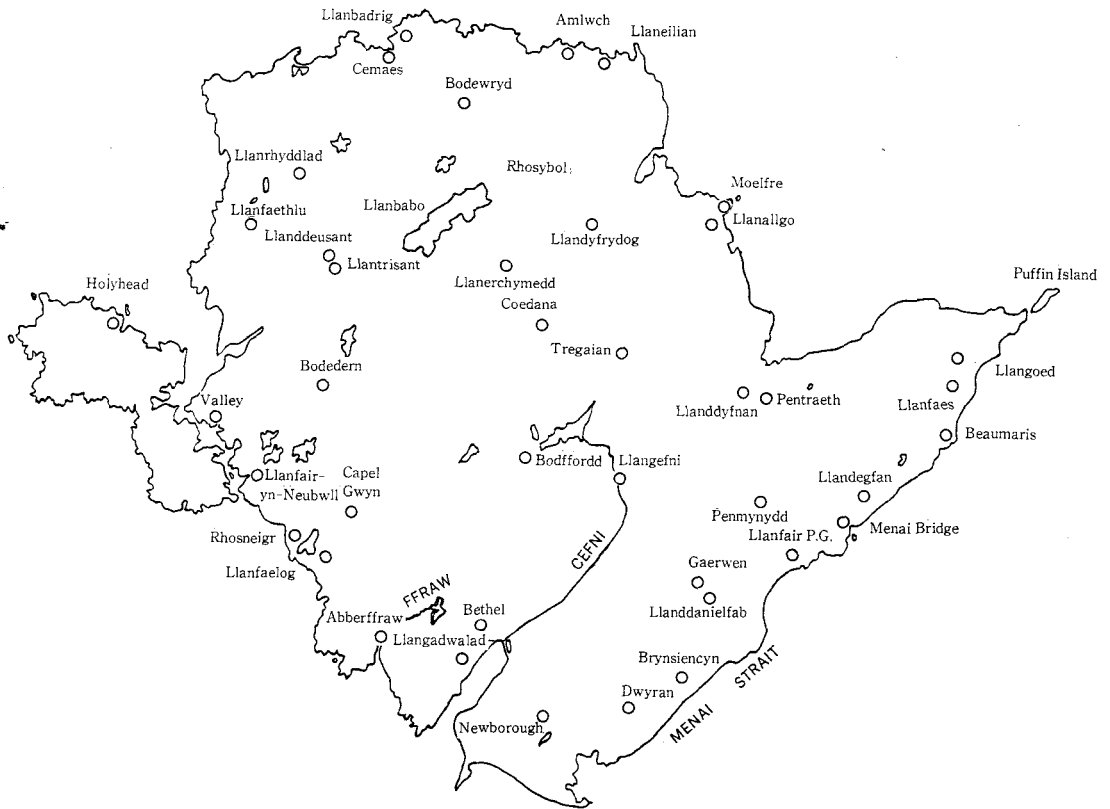 Llanbadrig
Amlwch
Llaneilian
Cemaes
Bodewryd
Llanrhyddlad
Rhosybol
Moelfre
Llanfaethlu
Llanbabo
Llanallgo
Llanddeusant
Llandyfrydog
Llantrisant
Puffin Island
Holyhead
Llanerchymedd
Coedana
Tregaian
Bodedern
Llangoed
Valley
Llanddyfnan
Pentraeth
Llanfaes
Beaumaris
Bodffordd
Llangefni
Llanfair-
yn-Neubwll
Capel
Gwyn
Llandegfan
Penmynydd
Menai Bridge
Rhosneigr
Llanfair P.G.
CEFNI
Llanfaelog
Gaerwen
FFRAW
Llanddanielfab
Abberffraw
Bethel
Llangadwalad
Brynsiencyn
STRAIT
Dwyran
MENAI
Newborough